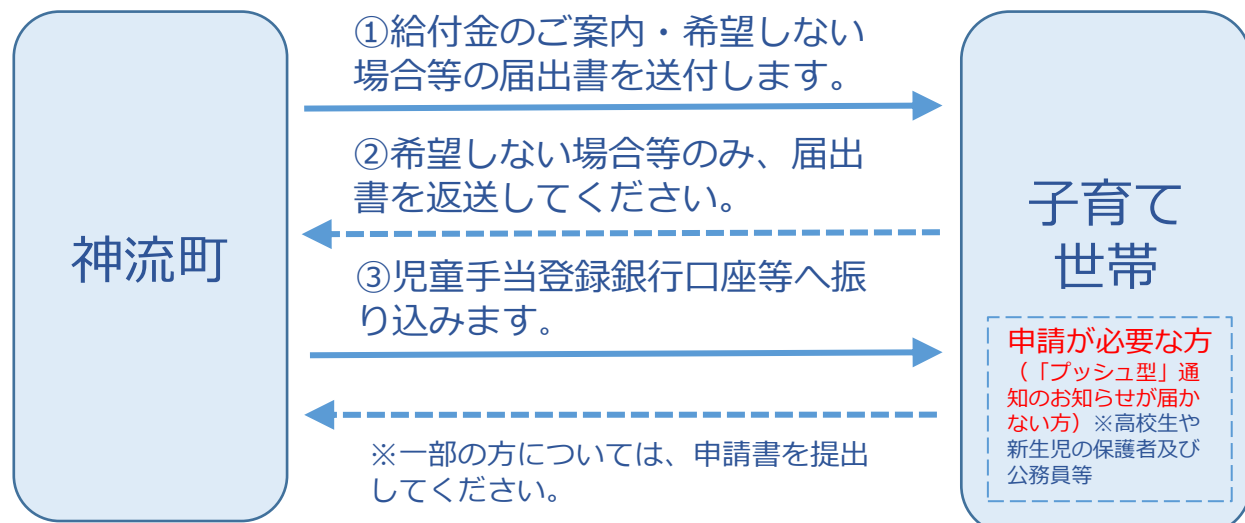 神流町
①給付金のご案内・希望しない
場合等の届出書を送付します。
②希望しない場合等のみ、届出
書を返送してください。
③児童手当登録銀行口座等へ振
り込みます。
※一部の方については、申請書を提出
してください。
子育て
世帯
申請が必要な方
（「プッシュ型」通
知のお知らせが届か
ない方）※高校生や
新生児の保護者及び
公務員等